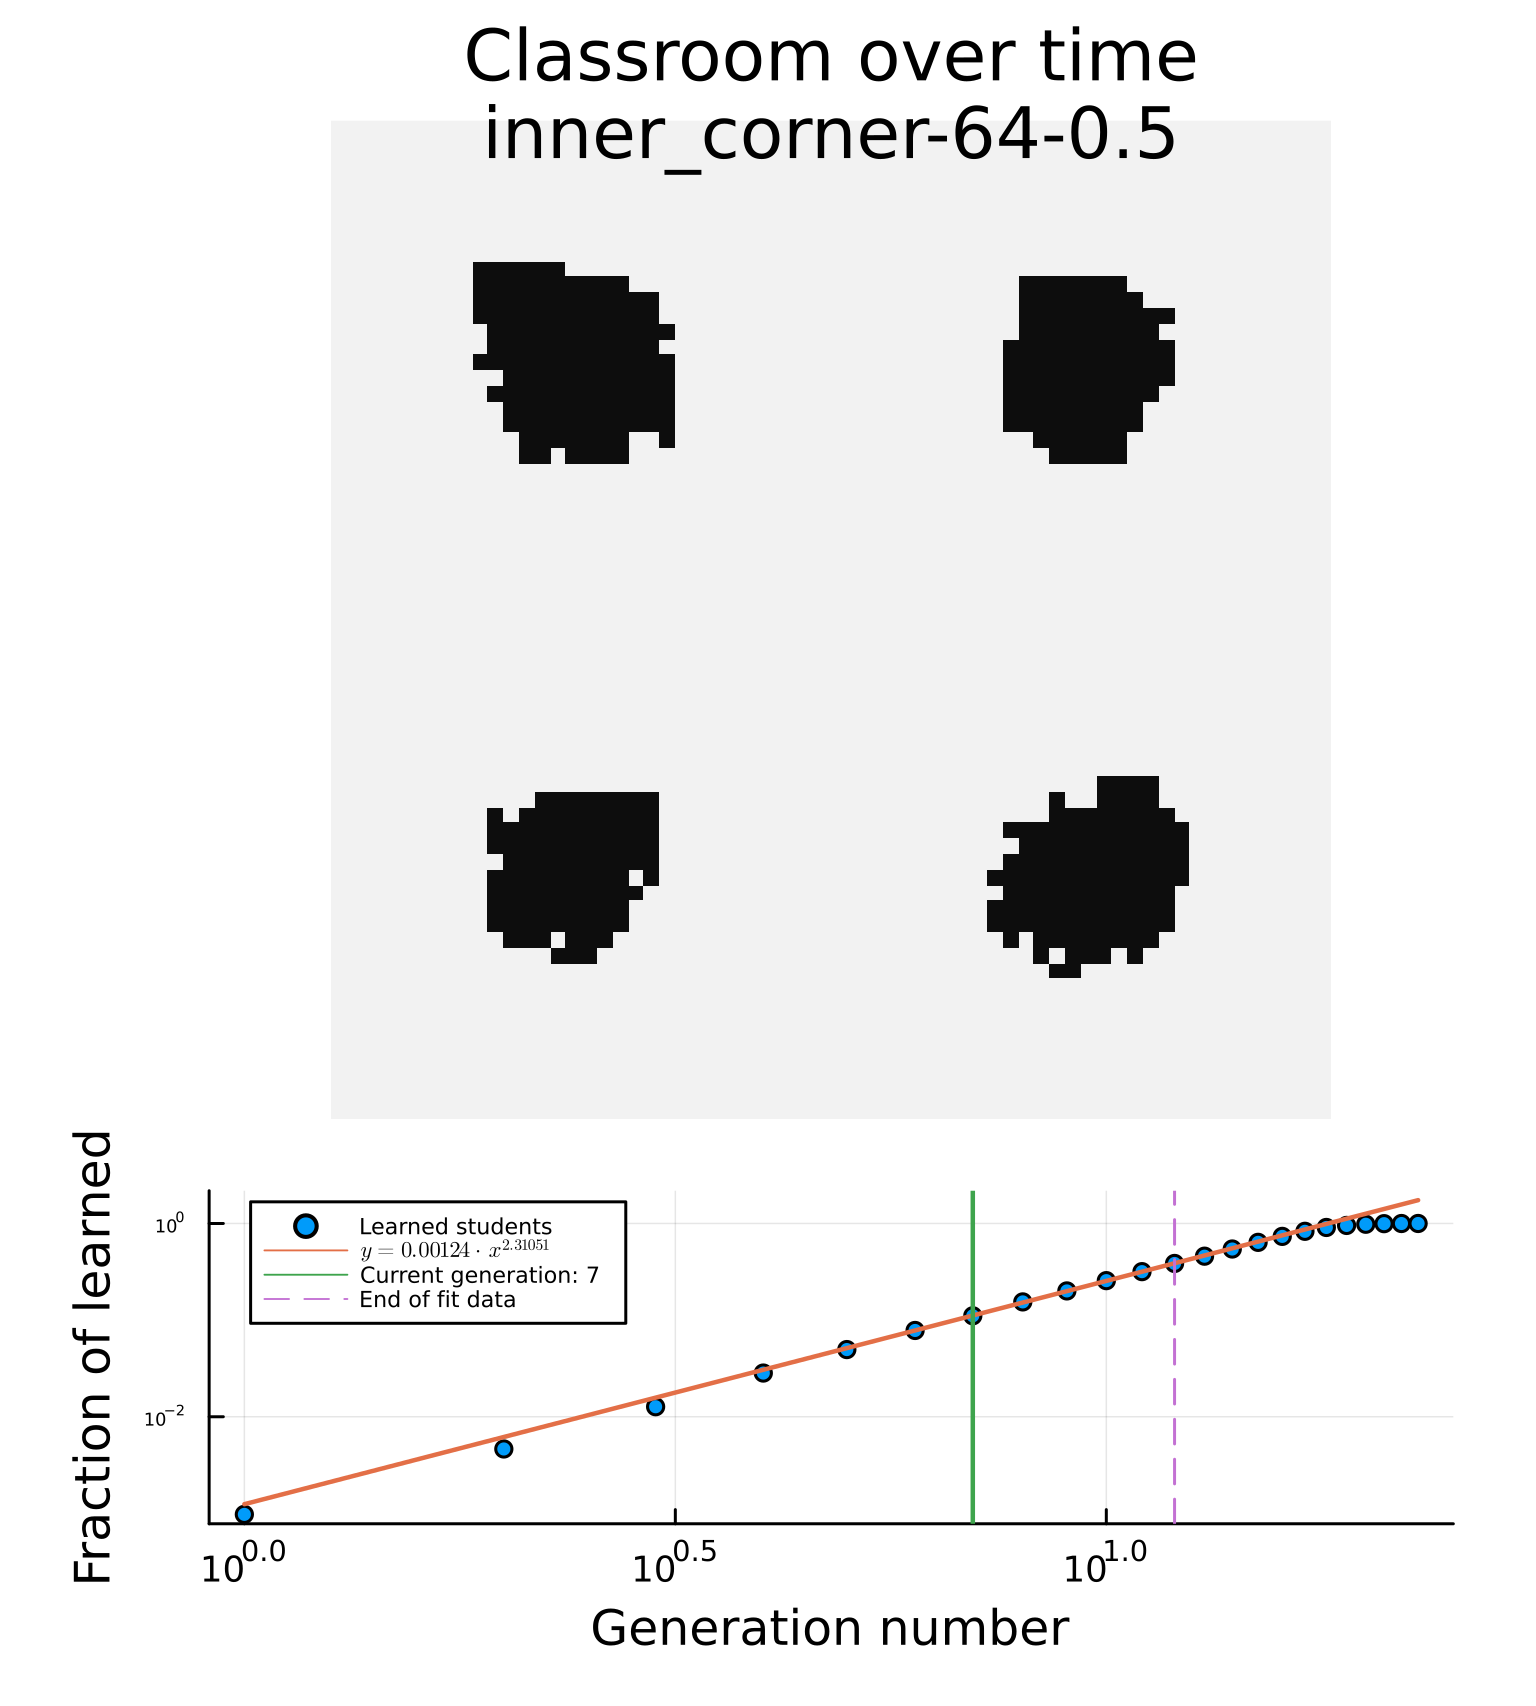 Classroom over time
inner_corner-64-0.5
Fraction of learned
10^0
10^−2
Learned students
y = 0.00124 · x^2.31051
Current generation: 7
End of fit data
10^0.0
10^0.5
10^1.0
Generation number